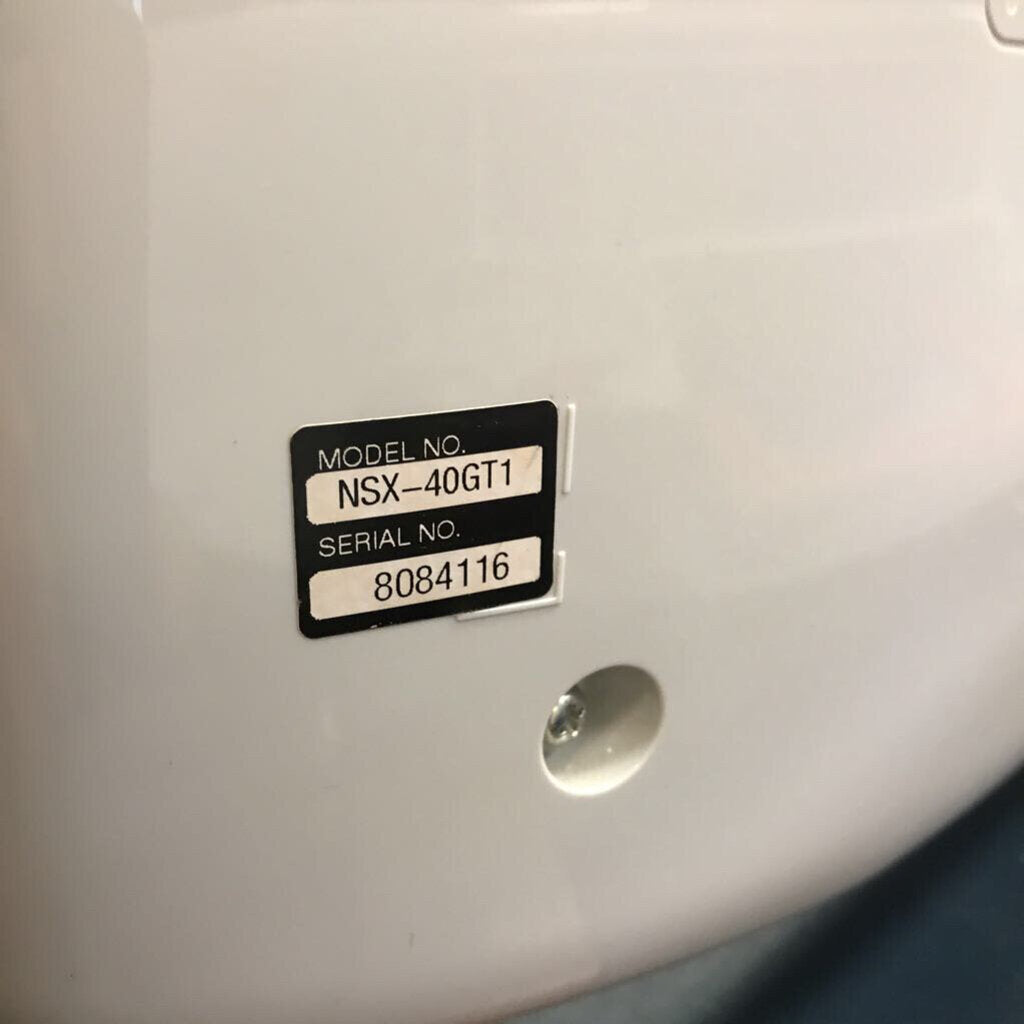 MODEL NO.
NSX-40GT1
SERIAL NO.
8084116